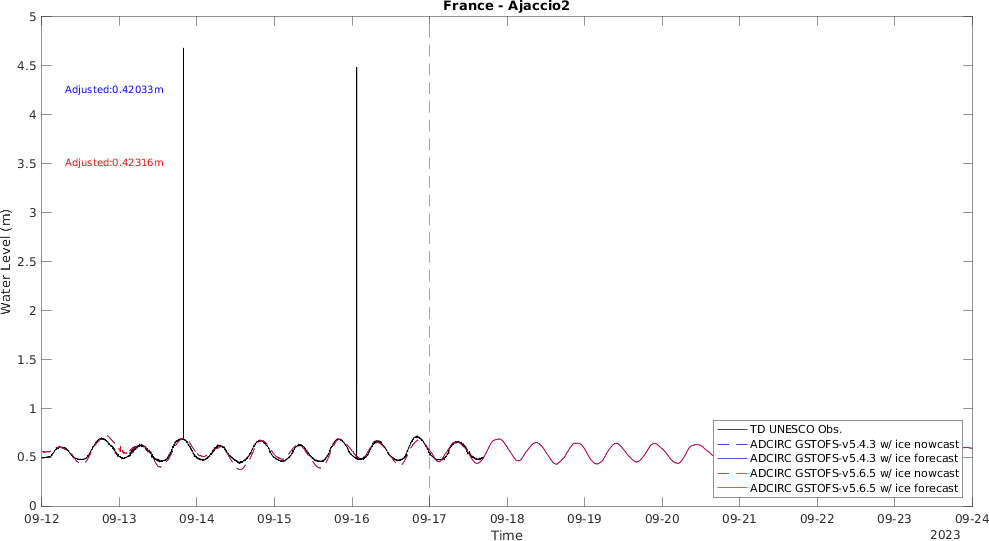 France - Ajaccio2
5
4.5
4
3.5
3
2.5
2
1.5
1
0.5
0
Water Level (m)
Adjusted:0.42033m
Adjusted:0.42316m
TD UNESCO Obs.
ADCIRC GSTOFS-v5.4.3 w/ ice nowcast
ADCIRC GSTOFS-v5.4.3 w/ ice forecast
ADCIRC GSTOFS-v5.6.5 w/ ice nowcast
ADCIRC GSTOFS-v5.6.5 w/ ice forecast
09-12 09-13 09-14 09-15 09-16 09-17 09-18 09-19 09-20 09-21 09-22 09-23 09-24
Time
2023